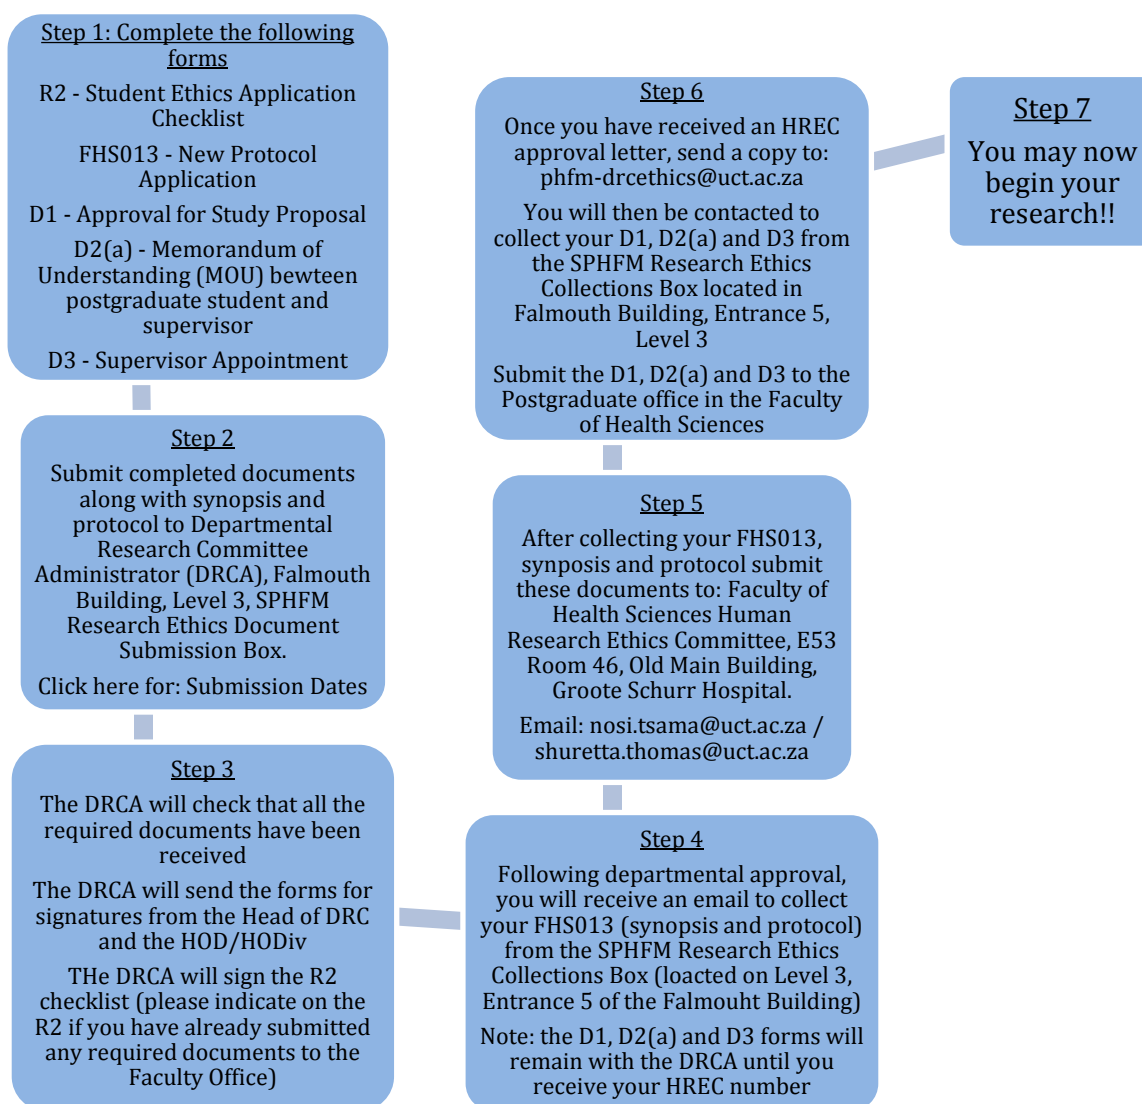 Step 1: Complete the following
forms
R2 - Student Ethics Application
Checklist
FHS013 - New Protocol
Application
D1 - Approval for Study Proposal
D2(a) - Memorandum of
Understanding (MOU) bewteen
postgraduate student and
supervisor
D3 - Supervisor Appointment
Step 2
Submit completed documents
along with synopsis and
protocol to Departmental
Research Committee
Administrator (DRCA), Falmouth
Building, Level 3, SPHFM
Research Ethics Document
Submission Box.
Click here for: Submission Dates
Step 3
The DRCA will check that all the
required documents have been
received
The DRCA will send the forms for
signatures from the Head of DRC
and the HOD/HODiv
THe DRCA will sign the R2
checklist (please indicate on the
R2 if you have already submitted
any required documents to the
Faculty Office)
Step 4
Following departmental approval,
you will receive an email to collect
your FHS013 (synopsis and protocol)
from the SPHFM Research Ethics
Collections Box (loacted on Level 3,
Entrance 5 of the Falmouht Building)
Note: the D1, D2(a) and D3 forms will
remain with the DRCA until you
receive your HREC number
Step 5
After collecting your FHS013,
synposis and protocol submit
these documents to: Faculty of
Health Sciences Human
Research Ethics Committee, E53
Room 46, Old Main Building,
Groote Schurr Hospital.
Email: nosi.tsama@uct.ac.za /
shuretta.thomas@uct.ac.za
Step 6
Once you have received an HREC
approval letter, send a copy to:
phfm-drcethics@uct.ac.za
You will then be contacted to
collect your D1, D2(a) and D3 from
the SPHFM Research Ethics
Collections Box located in
Falmouth Building, Entrance 5,
Level 3
Submit the D1, D2(a) and D3 to the
Postgraduate office in the Faculty
of Health Sciences
Step 7
You may now
begin your
research!!